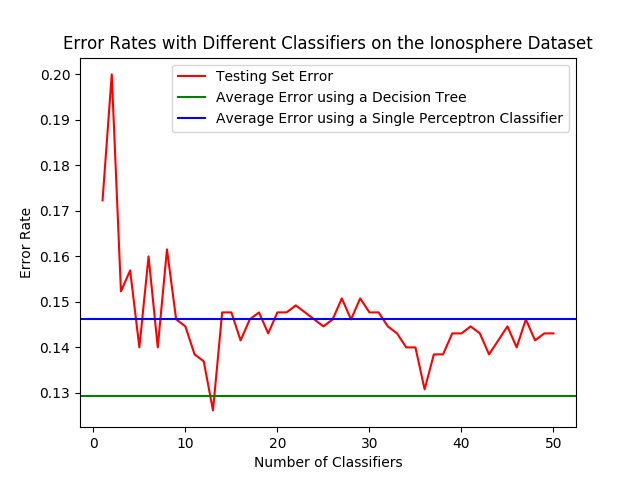 Error Rates with Different Classifiers on the Ionosphere Dataset
Testing Set Error
Average Error using a Decision Tree
Average Error using a Single Perceptron Classifier
0.20
0.19
0.18
0.17
0.16
0.15
0.14
0.13
Error Rate
0
10
20
30
40
50
Number of Classifiers